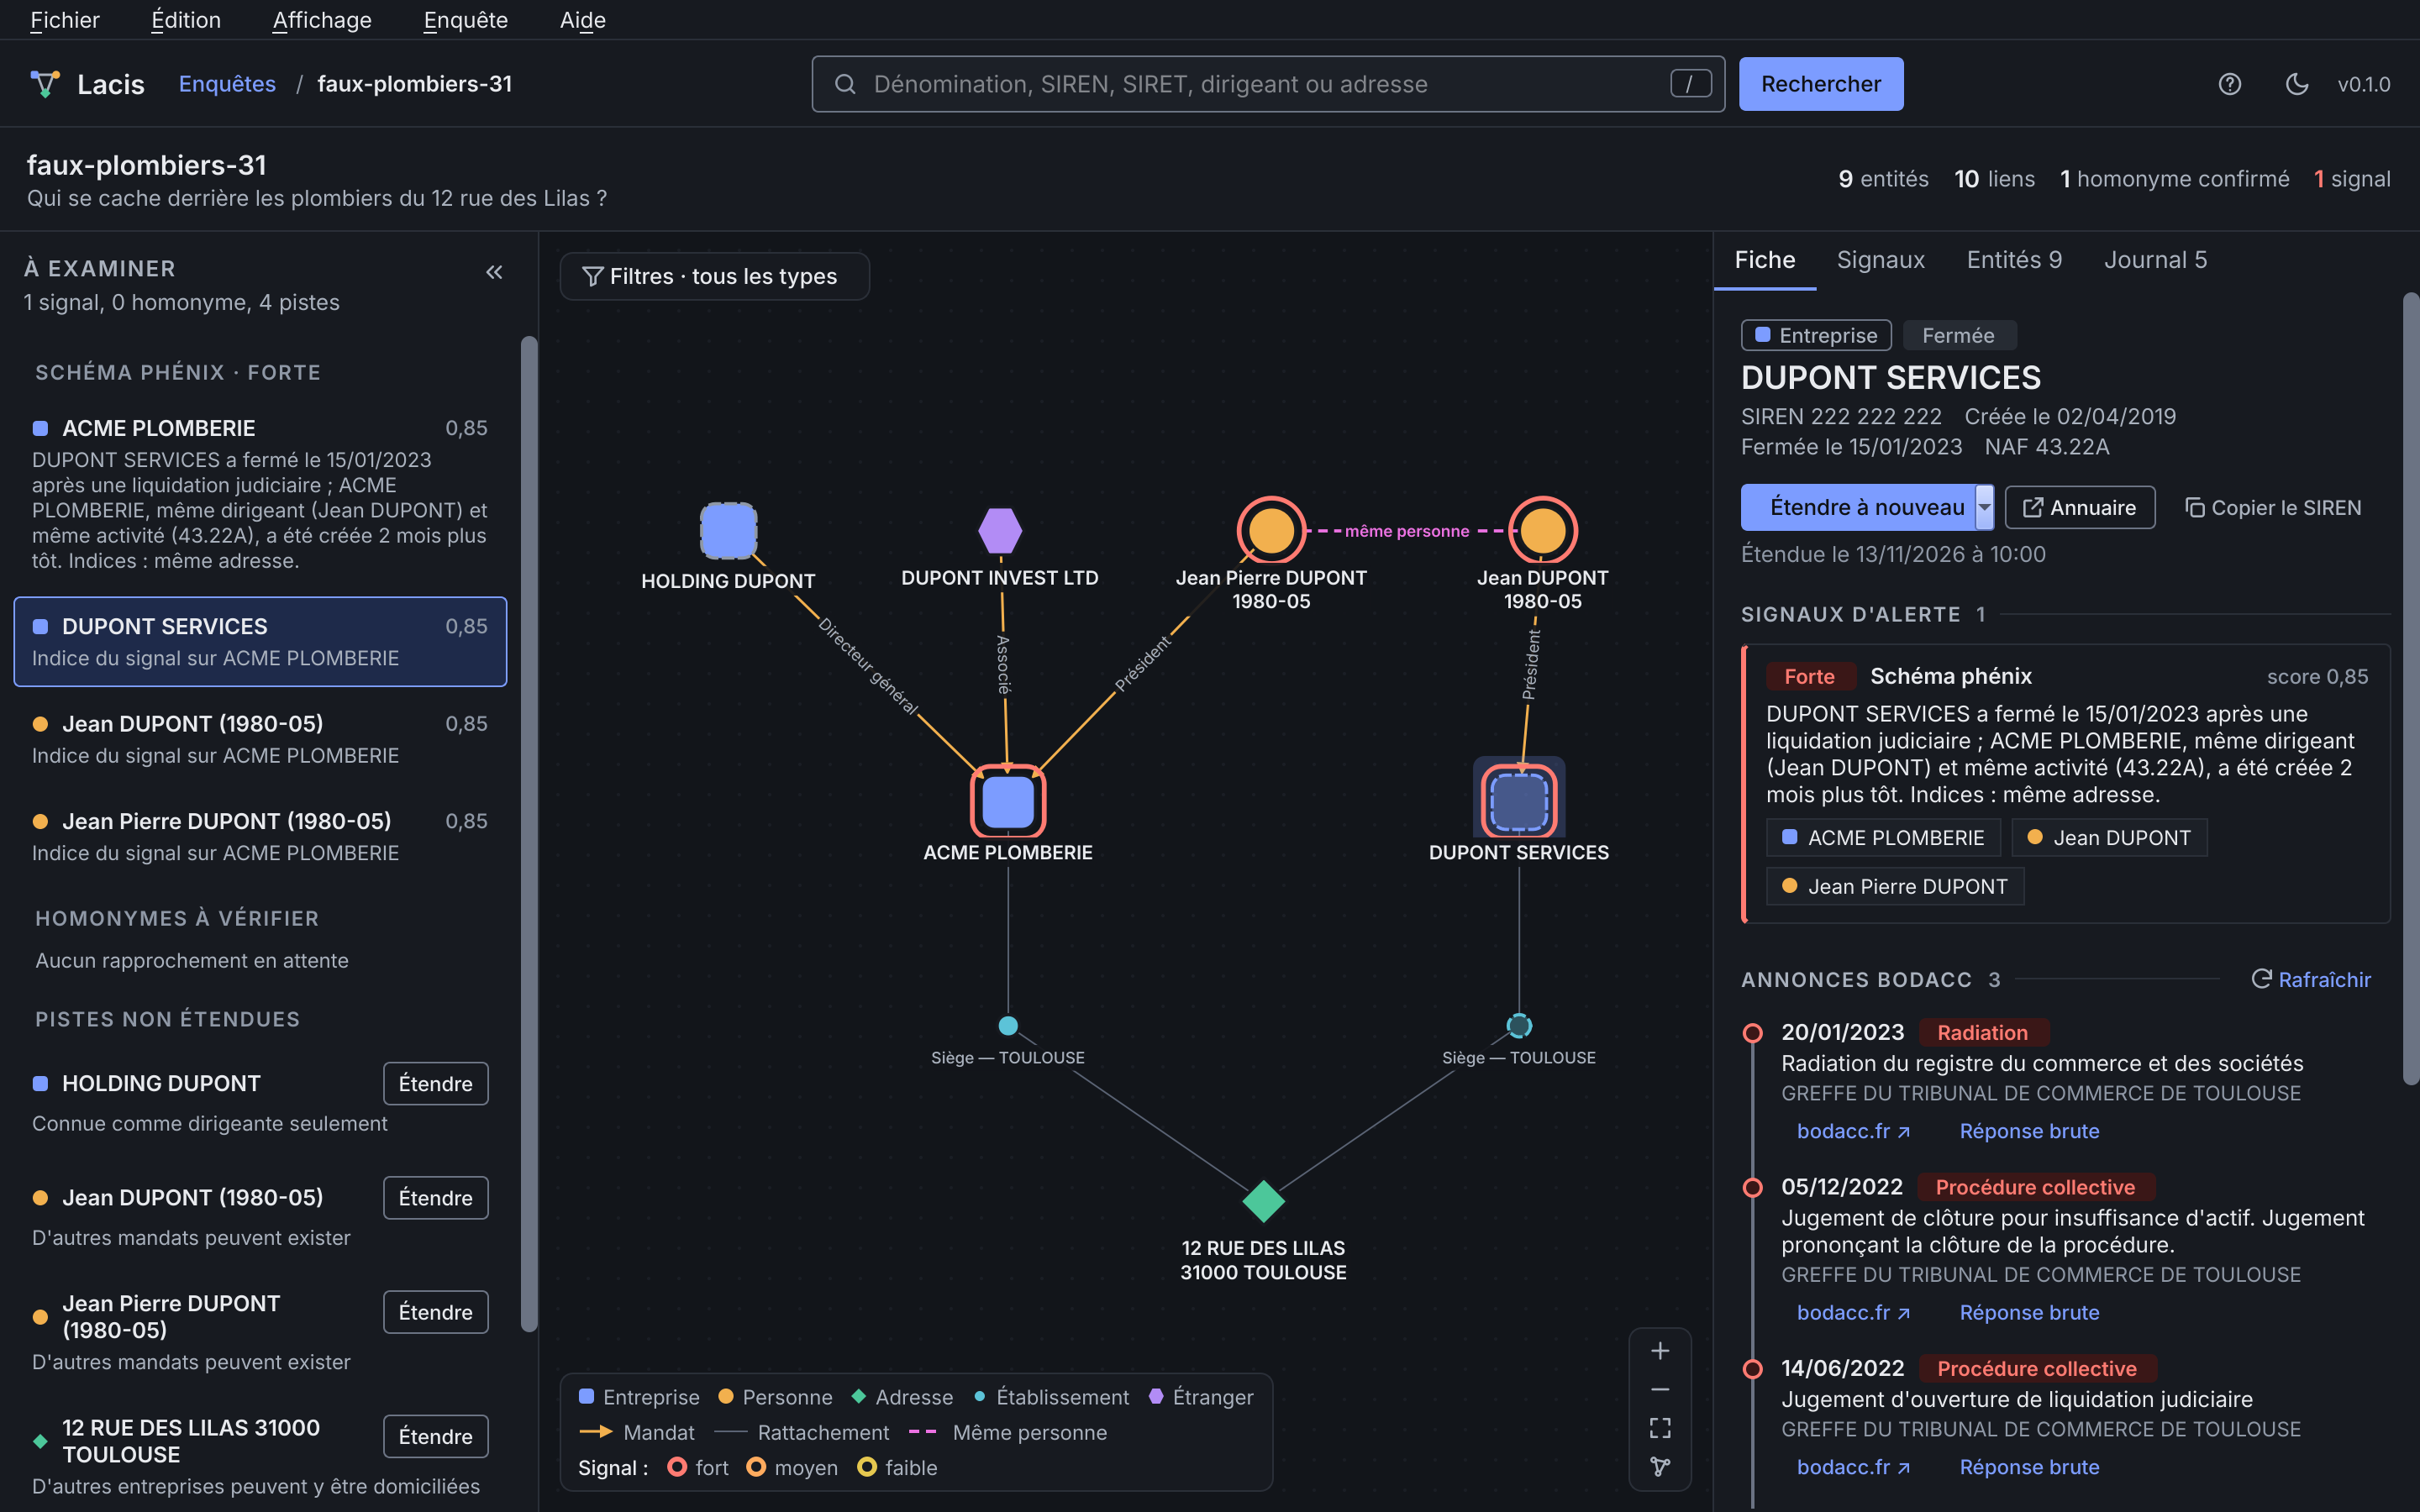 Fichier Édition Affichage Enquête Aide
Lacis Enquêtes / faux-plombiers-31 Dénomination, SIREN, SIRET, dirigeant ou adresse / Rechercher v0.1.0
faux-plombiers-31
Qui se cache derrière les plombiers du 12 rue des Lilas ?
9 entités 10 liens 1 homonyme confirmé 1 signal
À EXAMINER
1 signal, 0 homonyme, 4 pistes
SCHÉMA PHÉNIX · FORTE
ACME PLOMBERIE 0,85
DUPONT SERVICES a fermé le 15/01/2023
après une liquidation judiciaire ; ACME
PLOMBERIE, même dirigeant (Jean DUPONT) et
même activité (43.22A), a été créée 2 mois plus
tôt. Indices : même adresse.
DUPONT SERVICES 0,85
Indice du signal sur ACME PLOMBERIE
Jean DUPONT (1980-05) 0,85
Indice du signal sur ACME PLOMBERIE
Jean Pierre DUPONT (1980-05) 0,85
Indice du signal sur ACME PLOMBERIE
HOMONYMES À VÉRIFIER
Aucun rapprochement en attente
PISTES NON ÉTENDUES
HOLDING DUPONT Étendre
Connue comme dirigeante seulement
Jean DUPONT (1980-05) Étendre
D'autres mandats peuvent exister
Jean Pierre DUPONT
(1980-05) Étendre
D'autres mandats peuvent exister
12 RUE DES LILAS 31000
TOULOUSE Étendre
D'autres entreprises peuvent y être domiciliées
Filtres · tous les types
même personne
HOLDING DUPONT
DUPONT INVEST LTD
Jean Pierre DUPONT
1980-05
Jean DUPONT
1980-05
Directeur général
Associé
Président
Président
ACME PLOMBERIE
DUPONT SERVICES
Siège — TOULOUSE
Siège — TOULOUSE
12 RUE DES LILAS
31000 TOULOUSE
Entreprise Personne Adresse Établissement Étranger
Mandat Rattachement Même personne
Signal : fort moyen faible
Fiche Signaux Entités 9 Journal 5
Entreprise Fermée
DUPONT SERVICES
SIREN 222 222 222 Créée le 02/04/2019
Fermée le 15/01/2023 NAF 43.22A
Étendre à nouveau Annuaire Copier le SIREN
Étendue le 13/11/2026 à 10:00
SIGNAUX D'ALERTE 1
Forte Schéma phénix score 0,85
DUPONT SERVICES a fermé le 15/01/2023 après une
liquidation judiciaire ; ACME PLOMBERIE, même dirigeant
(Jean DUPONT) et même activité (43.22A), a été créée 2
mois plus tôt. Indices : même adresse.
ACME PLOMBERIE Jean DUPONT
Jean Pierre DUPONT
ANNONCES BODACC 3 Rafraîchir
20/01/2023 Radiation
Radiation du registre du commerce et des sociétés
GREFFE DU TRIBUNAL DE COMMERCE DE TOULOUSE
bodacc.fr ↗ Réponse brute
05/12/2022 Procédure collective
Jugement de clôture pour insuffisance d'actif. Jugement
prononçant la clôture de la procédure.
GREFFE DU TRIBUNAL DE COMMERCE DE TOULOUSE
bodacc.fr ↗ Réponse brute
14/06/2022 Procédure collective
Jugement d'ouverture de liquidation judiciaire
GREFFE DU TRIBUNAL DE COMMERCE DE TOULOUSE
bodacc.fr ↗ Réponse brute